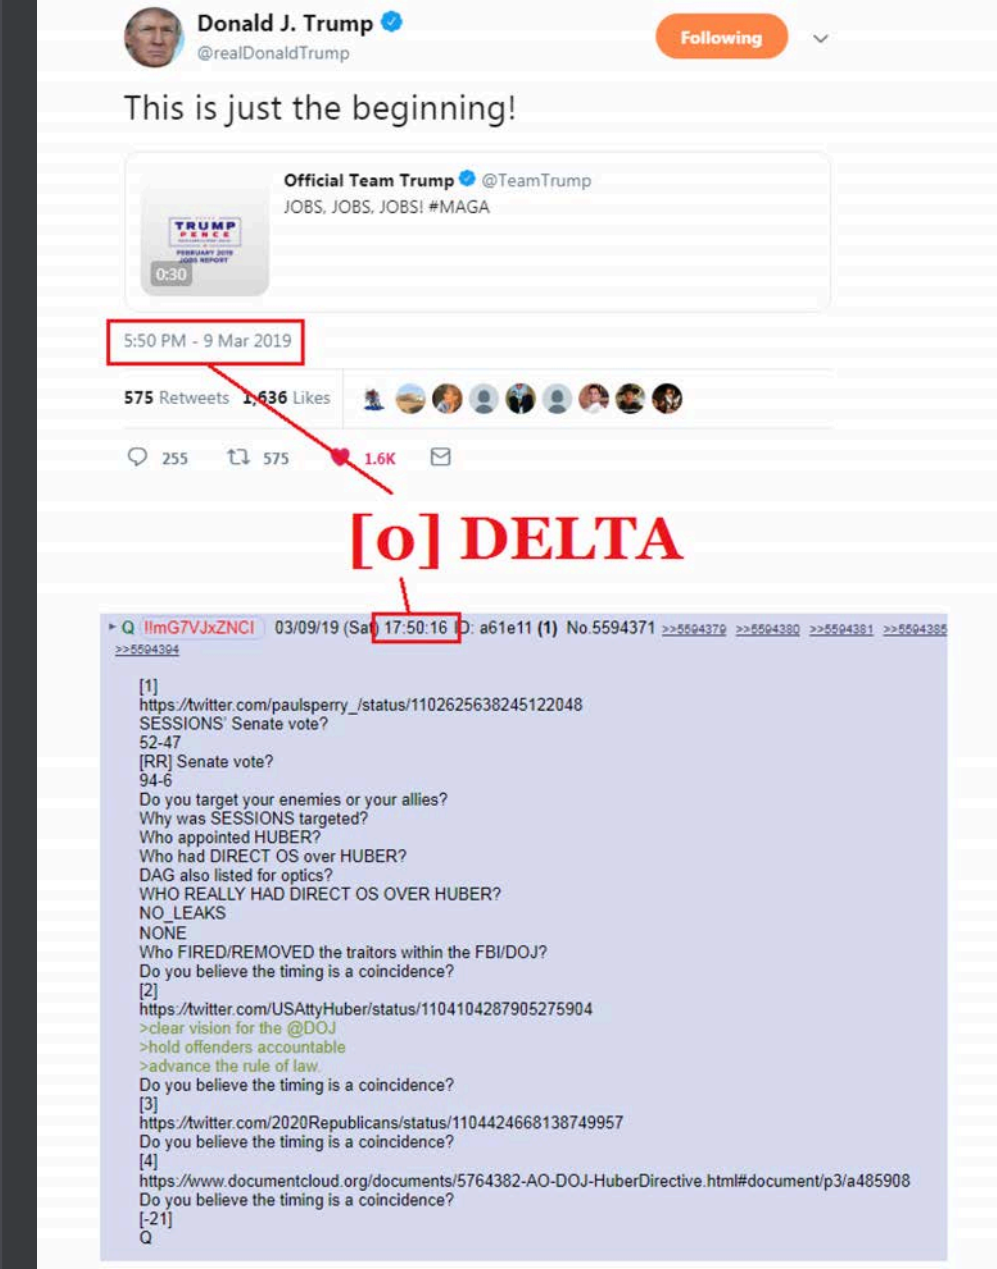 Donald J. Trump
@realDonaldTrump
Following
This is just the beginning!
Official Team Trump @TeamTrump
JOBS, JOBS, JOBS! #MAGA
TRUMP
PENCE
FEBRUARY 2019
JOBS REPORT
0:30
5:50 PM - 9 Mar 2019
575 Retweets 1,636 Likes
255 575 1.6K
[0] DELTA
Q !!mG7VJxZNCI 03/09/19 (Sat) 17:50:16 ID: a61e11 (1) No.5594371 >>5594379 >>5594380 >>5594381 >>5594385
>>5594394
[1]
https://twitter.com/paulsperry_/status/1102625638245122048
SESSIONS' Senate vote?
52-47
[RR] Senate vote?
94-6
Do you target your enemies or your allies?
Why was SESSIONS targeted?
Who appointed HUBER?
Who had DIRECT OS over HUBER?
DAG also listed for optics?
WHO REALLY HAD DIRECT OS OVER HUBER?
NO_LEAKS
NONE
Who FIRED/REMOVED the traitors within the FBI/DOJ?
Do you believe the timing is a coincidence?
[2]
https://twitter.com/USAttyHuber/status/1104104287905275904
>clear vision for the @DOJ
>hold offenders accountable
>advance the rule of law.
Do you believe the timing is a coincidence?
[3]
https://twitter.com/2020Republicans/status/1104424668138749957
Do you believe the timing is a coincidence?
[4]
https://www.documentcloud.org/documents/5764382-AO-DOJ-HuberDirective.html#document/p3/a485908
Do you believe the timing is a coincidence?
[-21]
Q